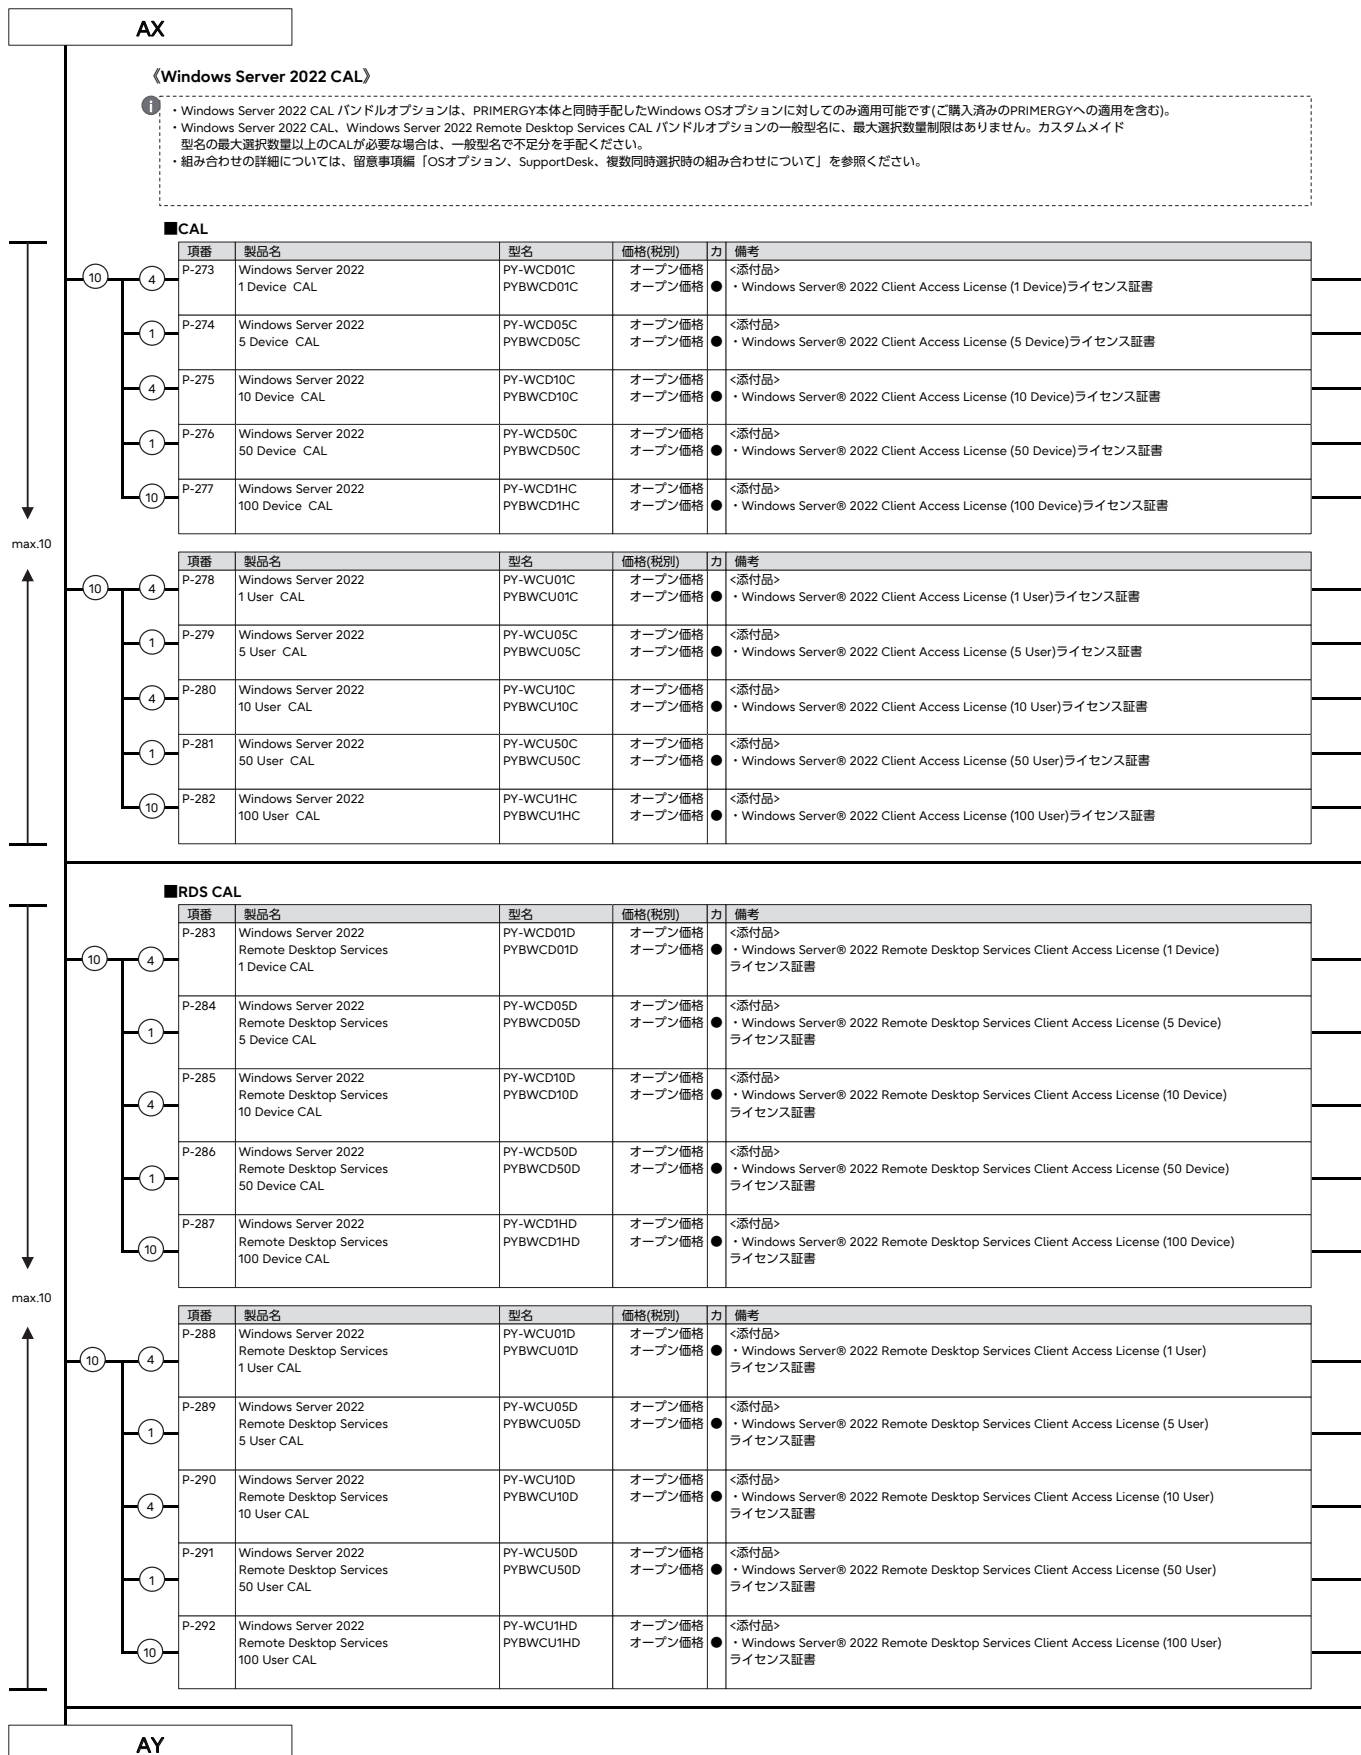 AX
《Windows Server 2022 CAL》
i
・Windows Server 2022 CAL バンドルオプションは、PRIMERGY本体と同時手配したWindows OSオプションに対してのみ適用可能です(ご購入済みのPRIMERGYへの適用を含む)。
・Windows Server 2022 CAL、Windows Server 2022 Remote Desktop Services CAL バンドルオプションの一般型名に、最大選択数量制限はありません。カスタムメイド
型名の最大選択数量以上のCALが必要な場合は、一般型名で不足分を手配ください。
・組み合わせの詳細については、留意事項編「OSオプション、SupportDesk、複数同時選択時の組み合わせについて」を参照ください。
■CAL
項番 製品名 型名 価格(税別) カ 備考
P-273 Windows Server 2022 PY-WCD01C オープン価格 <添付品>
10 4 1 Device CAL PYBWCD01C オープン価格 ● ・Windows Server® 2022 Client Access License (1 Device)ライセンス証書
P-274 Windows Server 2022 PY-WCD05C オープン価格 <添付品>
1 5 Device CAL PYBWCD05C オープン価格 ● ・Windows Server® 2022 Client Access License (5 Device)ライセンス証書
P-275 Windows Server 2022 PY-WCD10C オープン価格 <添付品>
4 10 Device CAL PYBWCD10C オープン価格 ● ・Windows Server® 2022 Client Access License (10 Device)ライセンス証書
P-276 Windows Server 2022 PY-WCD50C オープン価格 <添付品>
1 50 Device CAL PYBWCD50C オープン価格 ● ・Windows Server® 2022 Client Access License (50 Device)ライセンス証書
P-277 Windows Server 2022 PY-WCD1HC オープン価格 <添付品>
10 100 Device CAL PYBWCD1HC オープン価格 ● ・Windows Server® 2022 Client Access License (100 Device)ライセンス証書
max.10
項番 製品名 型名 価格(税別) カ 備考
P-278 Windows Server 2022 PY-WCU01C オープン価格 <添付品>
10 4 1 User CAL PYBWCU01C オープン価格 ● ・Windows Server® 2022 Client Access License (1 User)ライセンス証書
P-279 Windows Server 2022 PY-WCU05C オープン価格 <添付品>
1 5 User CAL PYBWCU05C オープン価格 ● ・Windows Server® 2022 Client Access License (5 User)ライセンス証書
P-280 Windows Server 2022 PY-WCU10C オープン価格 <添付品>
4 10 User CAL PYBWCU10C オープン価格 ● ・Windows Server® 2022 Client Access License (10 User)ライセンス証書
P-281 Windows Server 2022 PY-WCU50C オープン価格 <添付品>
1 50 User CAL PYBWCU50C オープン価格 ● ・Windows Server® 2022 Client Access License (50 User)ライセンス証書
P-282 Windows Server 2022 PY-WCU1HC オープン価格 <添付品>
10 100 User CAL PYBWCU1HC オープン価格 ● ・Windows Server® 2022 Client Access License (100 User)ライセンス証書
■RDS CAL
項番 製品名 型名 価格(税別) カ 備考
P-283 Windows Server 2022 PY-WCD01D オープン価格 <添付品>
10 4 Remote Desktop Services PYBWCD01D オープン価格 ● ・Windows Server® 2022 Remote Desktop Services Client Access License (1 Device)
1 Device CAL ライセンス証書
P-284 Windows Server 2022 PY-WCD05D オープン価格 <添付品>
1 Remote Desktop Services PYBWCD05D オープン価格 ● ・Windows Server® 2022 Remote Desktop Services Client Access License (5 Device)
5 Device CAL ライセンス証書
P-285 Windows Server 2022 PY-WCD10D オープン価格 <添付品>
4 Remote Desktop Services PYBWCD10D オープン価格 ● ・Windows Server® 2022 Remote Desktop Services Client Access License (10 Device)
10 Device CAL ライセンス証書
P-286 Windows Server 2022 PY-WCD50D オープン価格 <添付品>
1 Remote Desktop Services PYBWCD50D オープン価格 ● ・Windows Server® 2022 Remote Desktop Services Client Access License (50 Device)
50 Device CAL ライセンス証書
P-287 Windows Server 2022 PY-WCD1HD オープン価格 <添付品>
10 Remote Desktop Services PYBWCD1HD オープン価格 ● ・Windows Server® 2022 Remote Desktop Services Client Access License (100 Device)
100 Device CAL ライセンス証書
max.10
項番 製品名 型名 価格(税別) カ 備考
P-288 Windows Server 2022 PY-WCU01D オープン価格 <添付品>
10 4 Remote Desktop Services PYBWCU01D オープン価格 ● ・Windows Server® 2022 Remote Desktop Services Client Access License (1 User)
1 User CAL ライセンス証書
P-289 Windows Server 2022 PY-WCU05D オープン価格 <添付品>
1 Remote Desktop Services PYBWCU05D オープン価格 ● ・Windows Server® 2022 Remote Desktop Services Client Access License (5 User)
5 User CAL ライセンス証書
P-290 Windows Server 2022 PY-WCU10D オープン価格 <添付品>
4 Remote Desktop Services PYBWCU10D オープン価格 ● ・Windows Server® 2022 Remote Desktop Services Client Access License (10 User)
10 User CAL ライセンス証書
P-291 Windows Server 2022 PY-WCU50D オープン価格 <添付品>
1 Remote Desktop Services PYBWCU50D オープン価格 ● ・Windows Server® 2022 Remote Desktop Services Client Access License (50 User)
50 User CAL ライセンス証書
P-292 Windows Server 2022 PY-WCU1HD オープン価格 <添付品>
10 Remote Desktop Services PYBWCU1HD オープン価格 ● ・Windows Server® 2022 Remote Desktop Services Client Access License (100 User)
100 User CAL ライセンス証書
AY